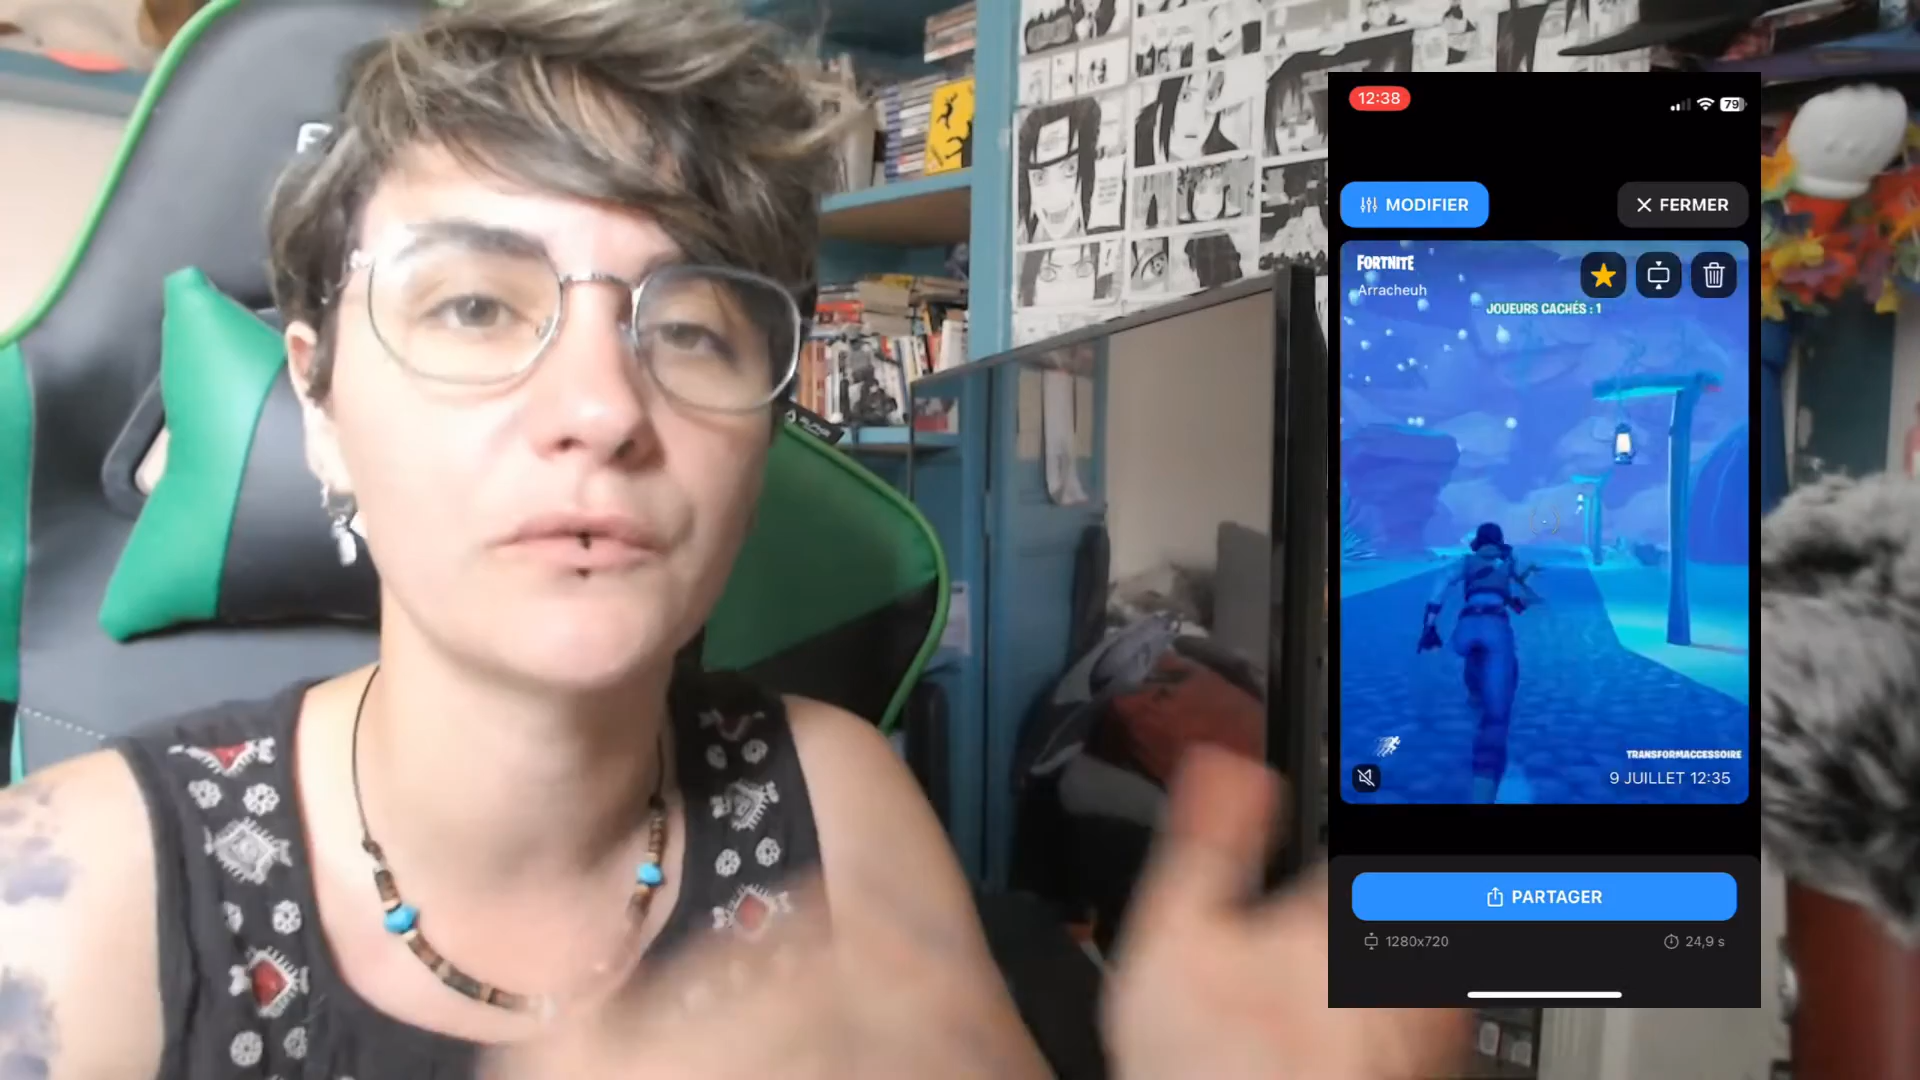 12:38
79
MODIFIER
FERMER
FORTNITE
Arracheuh
JOUEURS CACHÉS : 1
TRANSFORMACCESSOIRE
9 JUILLET 12:35
PARTAGER
1280x720
24,9 s